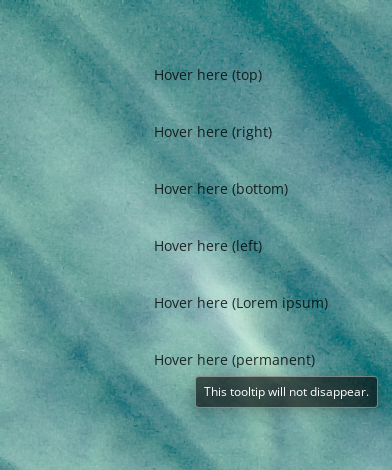 Hover here (top)
Hover here (right)
Hover here (bottom)
Hover here (left)
Hover here (Lorem ipsum)
Hover here (permanent)
This tooltip will not disappear.